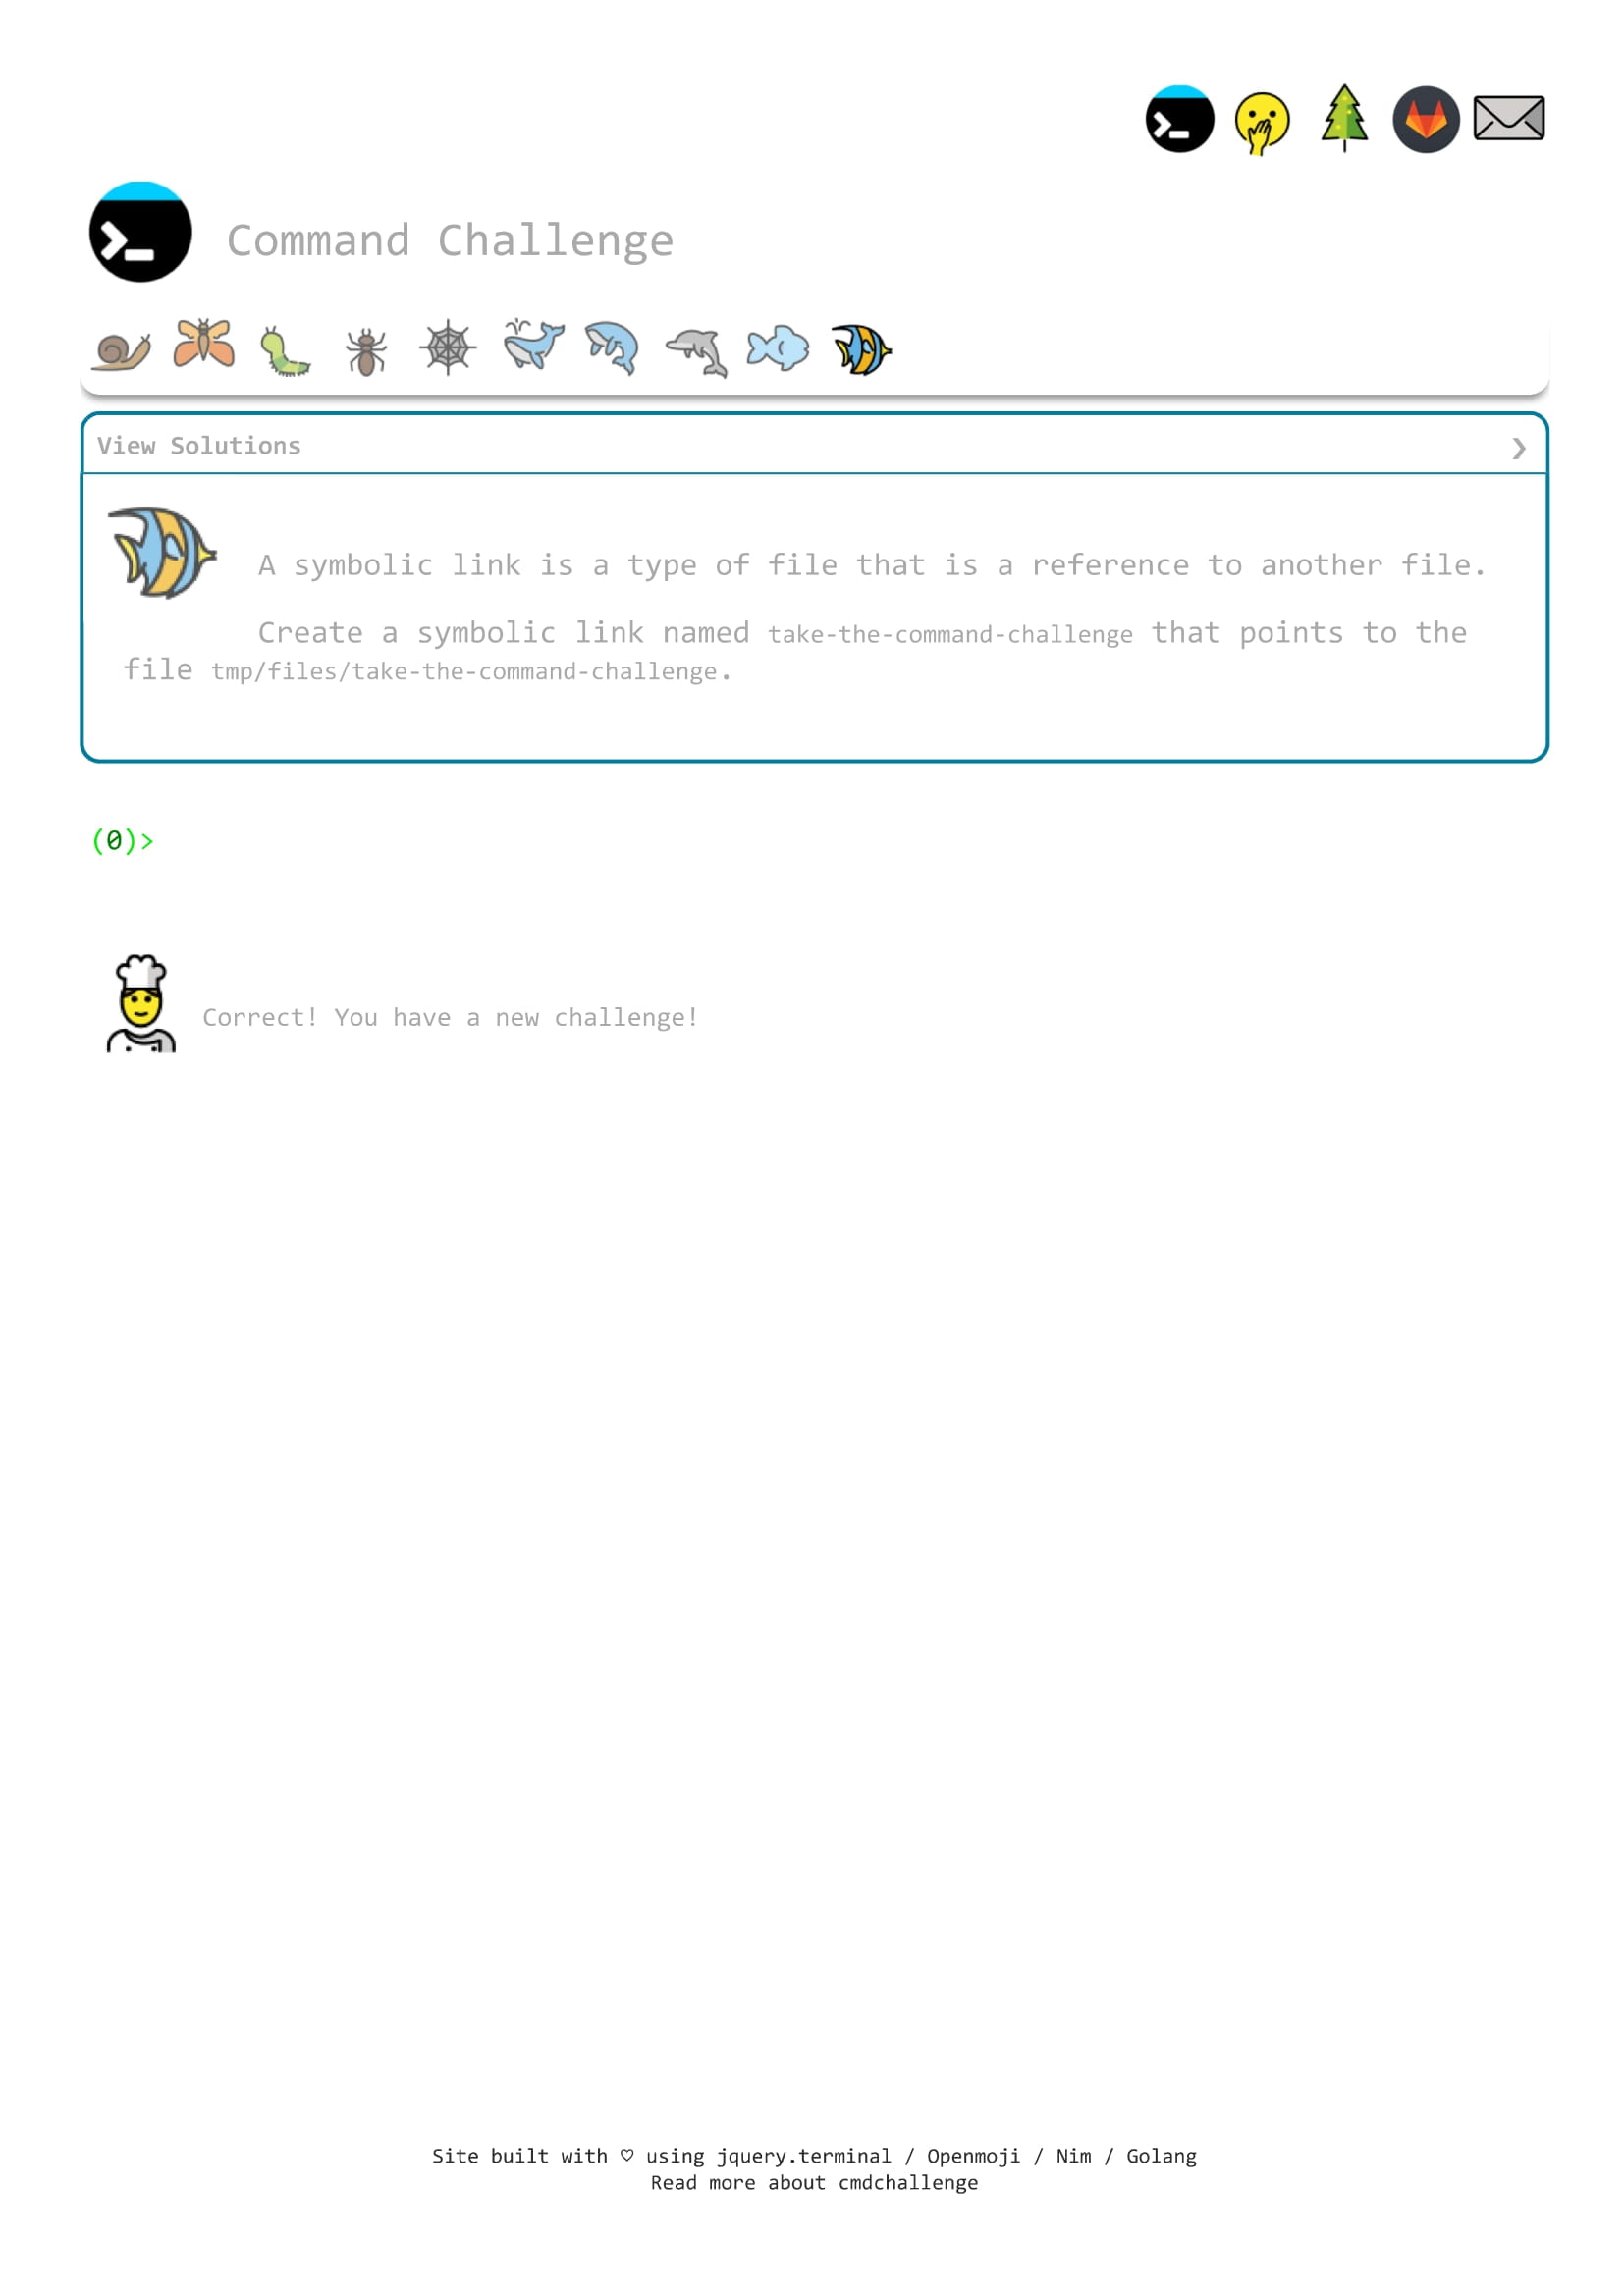 Command Challenge
View Solutions ❯
A symbolic link is a type of file that is a reference to another file.
Create a symbolic link named take-the-command-challenge that points to the
file tmp/files/take-the-command-challenge.
(0)>
Correct! You have a new challenge!
Site built with ♡ using jquery.terminal / Openmoji / Nim / Golang
Read more about cmdchallenge